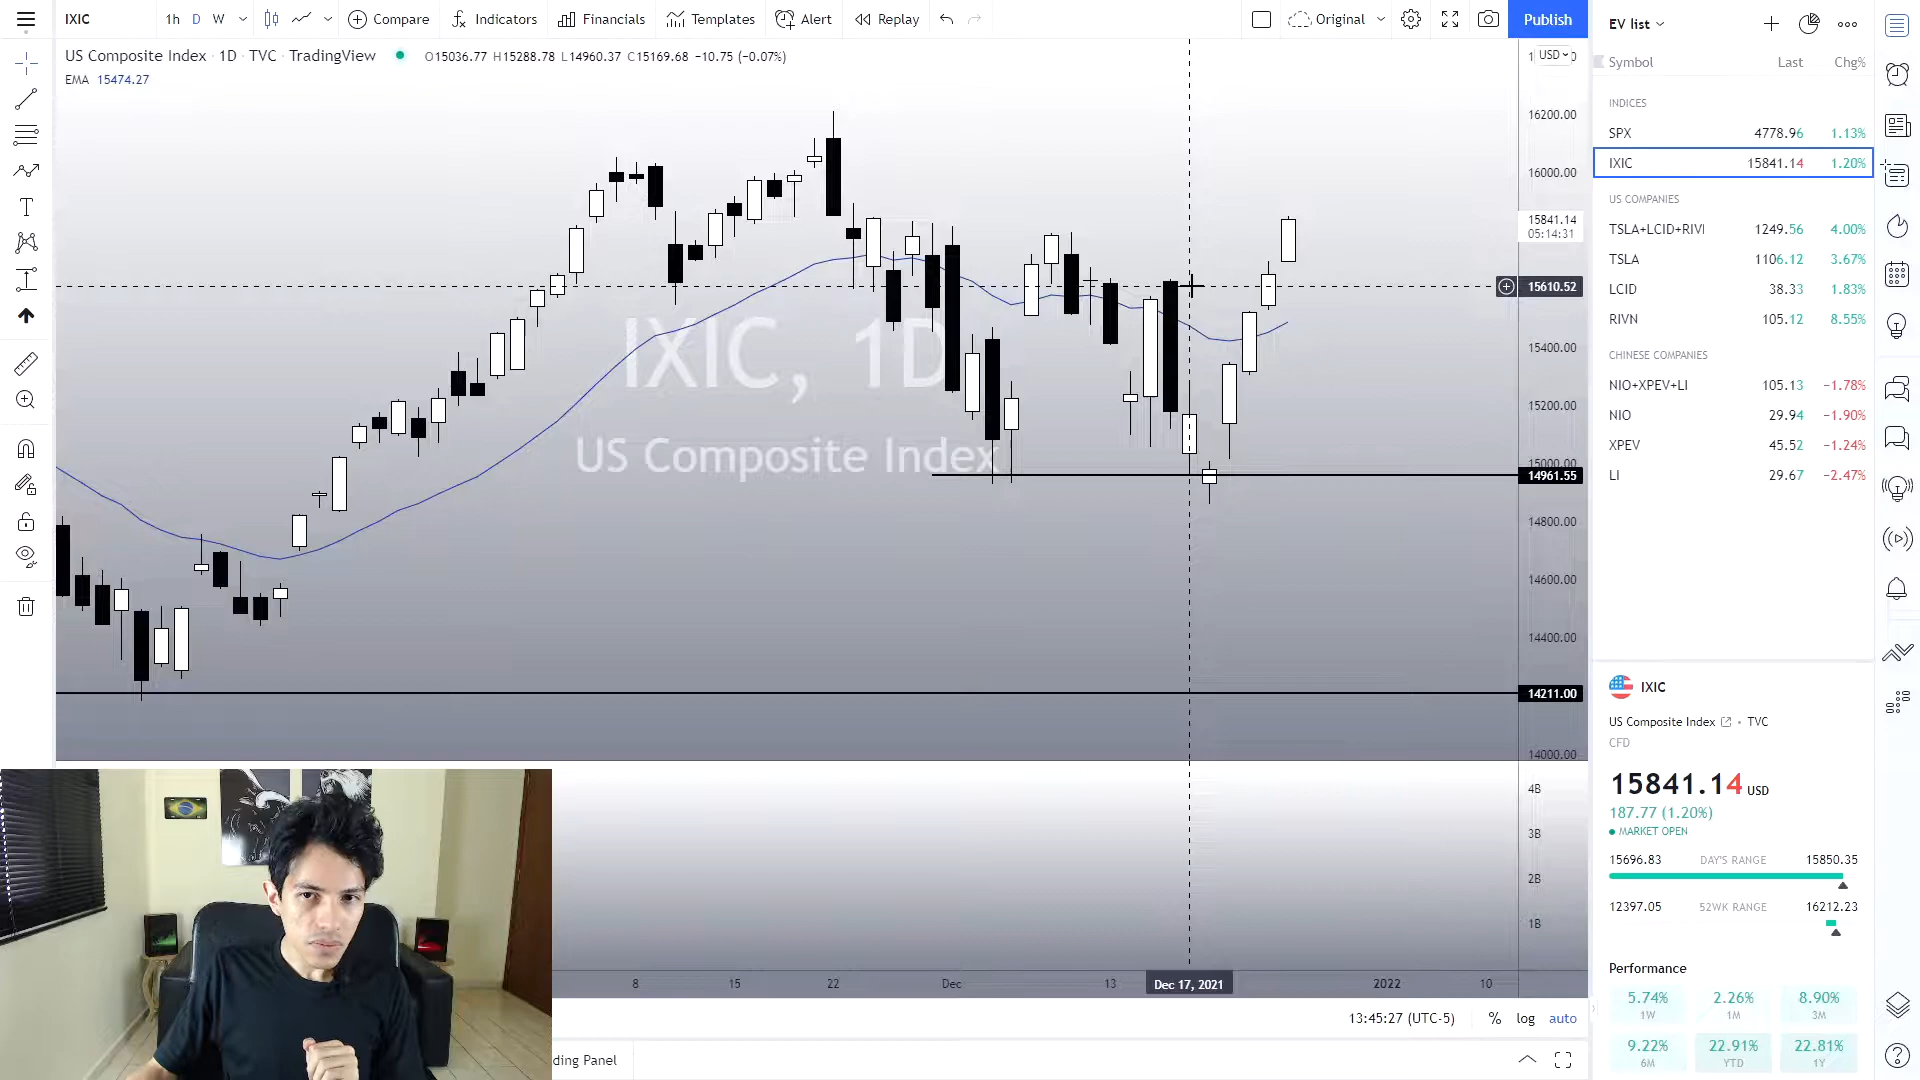 IXIC 1h D W Compare Indicators Financials Templates Alert Replay Original Publish
US Composite Index · 1D · TVC · TradingView O15036.77 H15288.78 L14960.37 C15169.68 −10.75 (−0.07%)
EMA 15474.27
USD
16200.00
16000.00
15841.14
05:14:31
15610.52
15400.00
15200.00
15000.00
14961.55
14800.00
14600.00
14400.00
14211.00
14000.00
IXIC, 1D
US Composite Index
4B
3B
2B
1B
8 15 22 Dec 13 Dec 17, 2021 2022 10
13:45:27 (UTC-5) % log auto
ding Panel
EV list
Symbol Last Chg%
INDICES
SPX 4778.96 1.13%
IXIC 15841.14 1.20%
US COMPANIES
TSLA+LCID+RIVI 1249.56 4.00%
TSLA 1106.12 3.67%
LCID 38.33 1.83%
RIVN 105.12 8.55%
CHINESE COMPANIES
NIO+XPEV+LI 105.13 −1.78%
NIO 29.94 −1.90%
XPEV 45.52 −1.24%
LI 29.67 −2.47%
IXIC
US Composite Index • TVC
CFD
15841.14 USD
187.77 (1.20%)
MARKET OPEN
15696.83 DAY'S RANGE 15850.35
12397.05 52WK RANGE 16212.23
Performance
5.74% 2.26% 8.90%
1W 1M 3M
9.22% 22.91% 22.81%
6M YTD 1Y